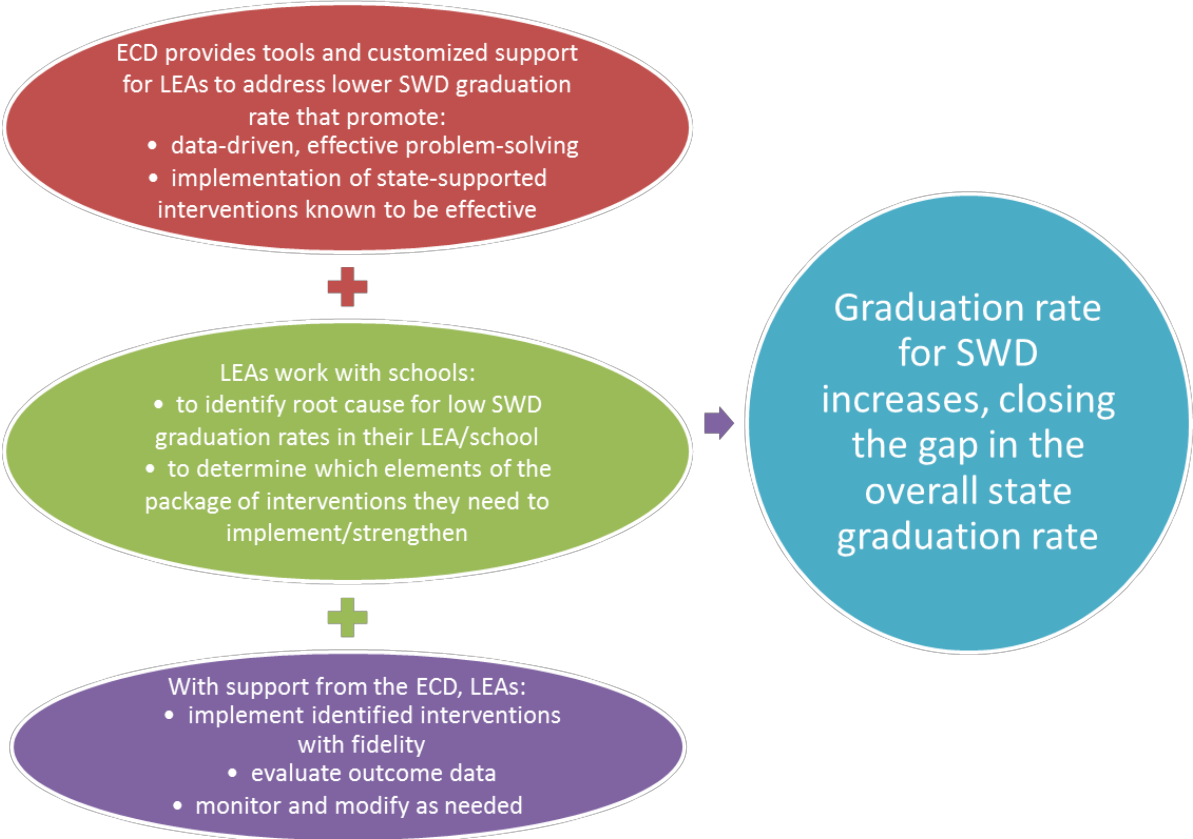 ECD provides tools and customized support
for LEAs to address lower SWD graduation
rate that promote:
• data-driven, effective problem-solving
• implementation of state-supported
interventions known to be effective
LEAs work with schools:
• to identify root cause for low SWD
graduation rates in their LEA/school
• to determine which elements of the
package of interventions they need to
implement/strengthen
With support from the ECD, LEAs:
• implement identified interventions
with fidelity
• evaluate outcome data
• monitor and modify as needed
Graduation rate
for SWD
increases, closing
the gap in the
overall state
graduation rate